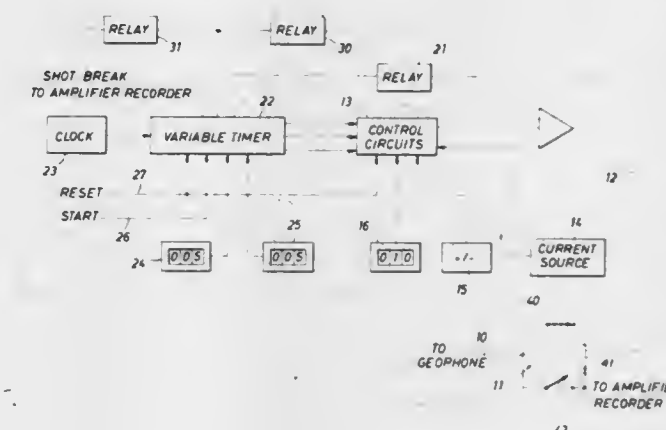 RELAY
31
RELAY
30
21
RELAY
SHOT BREAK
TO AMPLIFIER RECORDER
22
13
CLOCK
VARIABLE TIMER
CONTROL
CIRCUITS
23
27
12
RESET
START
26
25
16
14
24
005
005
010
+/-
CURRENT
SOURCE
15
40
10
TO
GEOPHONE
41
11
TO AMPLIFIE
RECORDER